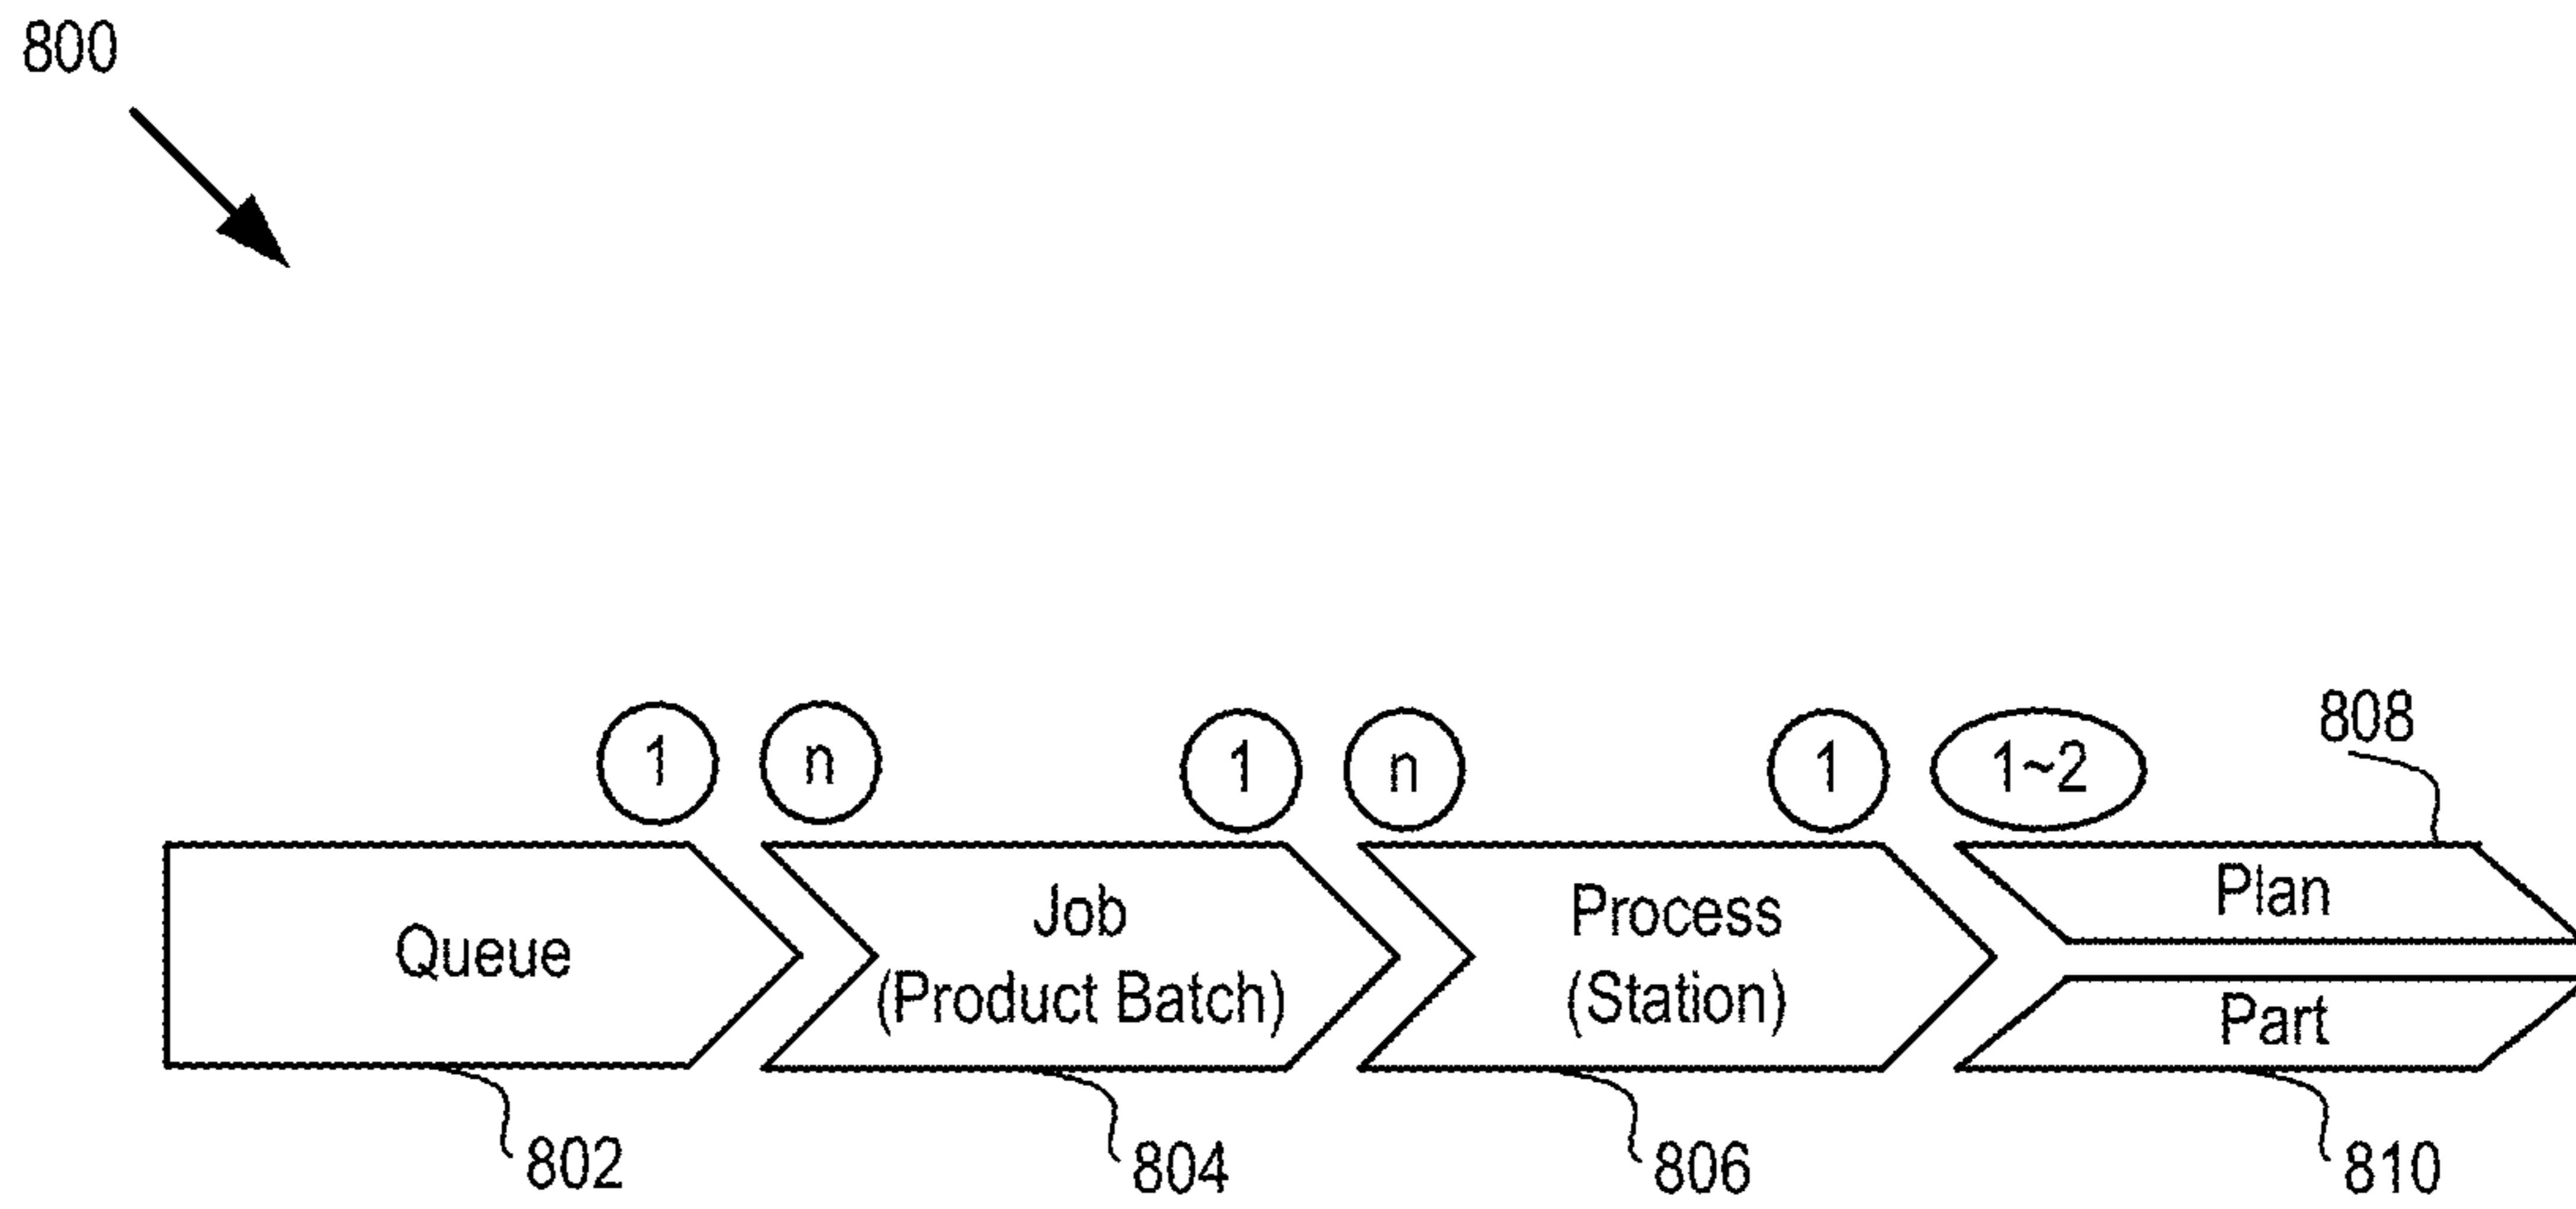 800
1
n
1
n
1
1~2
808
Queue
Job
(Product Batch)
Process
(Station)
Plan
Part
802
804
806
810